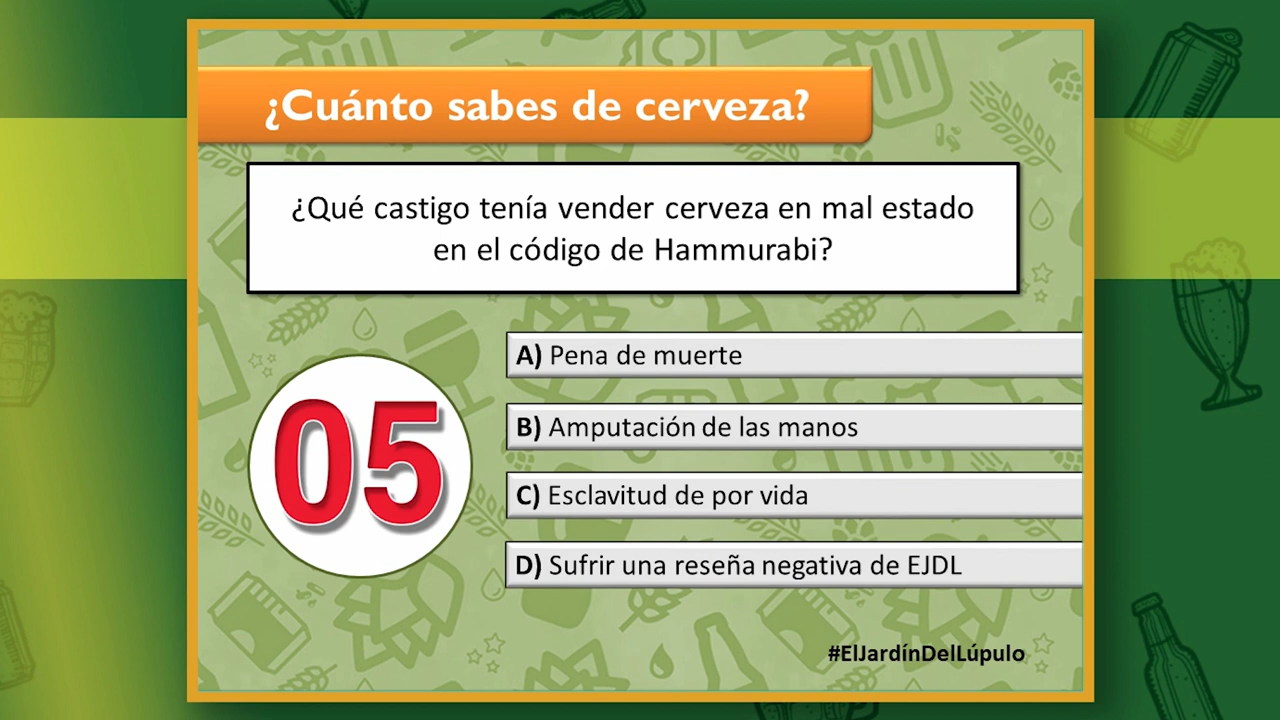 ¿Cuánto sabes de cerveza?
¿Qué castigo tenía vender cerveza en mal estado
en el código de Hammurabi?
05
A) Pena de muerte
B) Amputación de las manos
C) Esclavitud de por vida
D) Sufrir una reseña negativa de EJDL
#ElJardínDelLúpulo